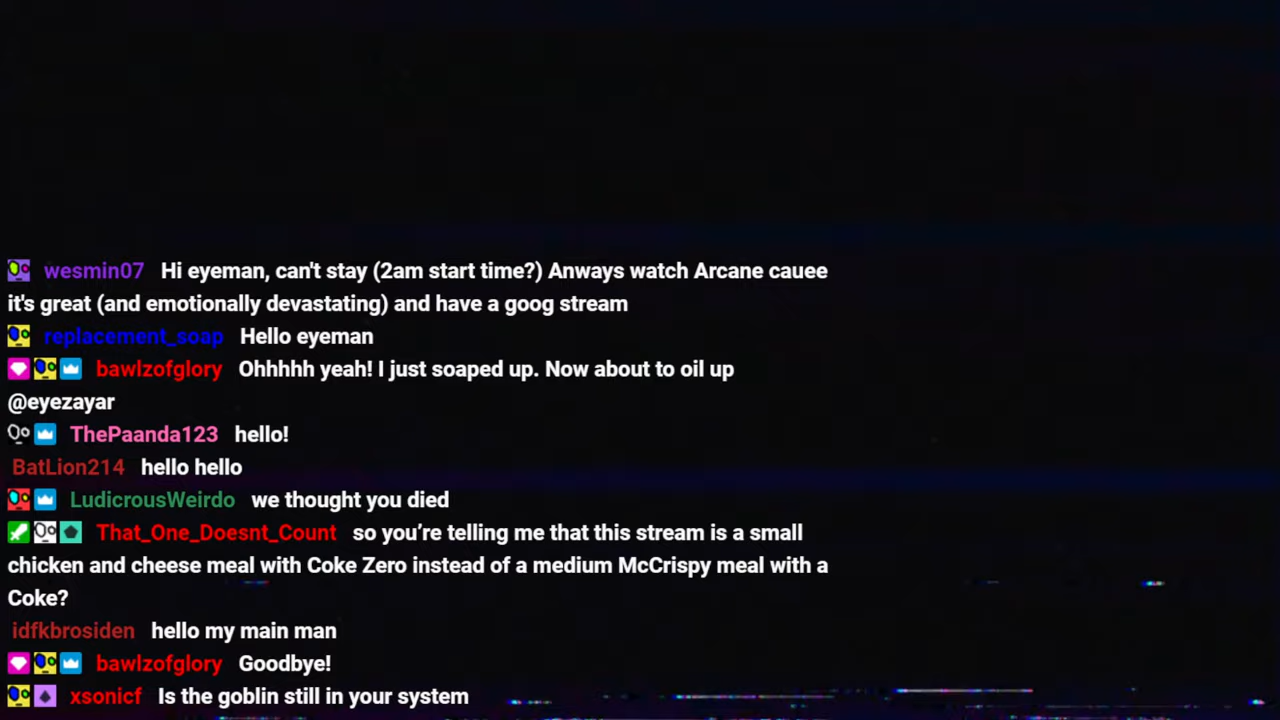 wesmin07 Hi eyeman, can't stay (2am start time?) Anways watch Arcane cauee
it's great (and emotionally devastating) and have a goog stream
replacement_soap Hello eyeman
bawlzofglory Ohhhhh yeah! I just soaped up. Now about to oil up
@eyezayar
ThePaanda123 hello!
BatLion214 hello hello
LudicrousWeirdo we thought you died
That_One_Doesnt_Count so you’re telling me that this stream is a small
chicken and cheese meal with Coke Zero instead of a medium McCrispy meal with a
Coke?
idfkbrosiden hello my main man
bawlzofglory Goodbye!
xsonicf Is the goblin still in your system